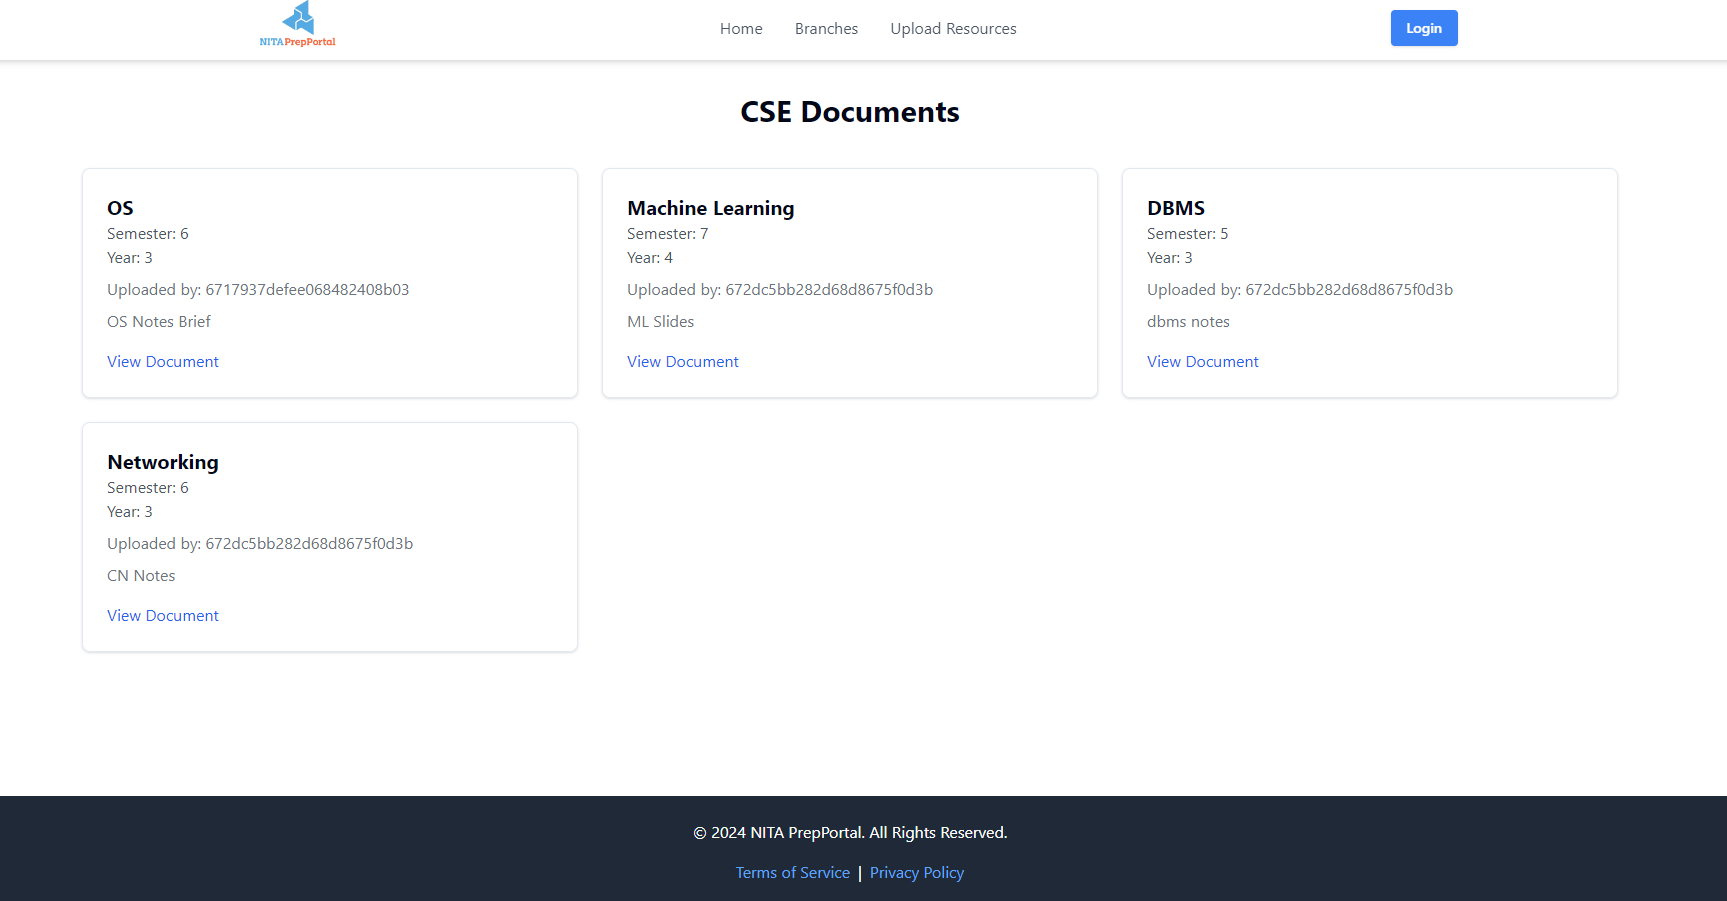 NITAPrepPortal
Home Branches Upload Resources Login
CSE Documents
OS
Semester: 6
Year: 3
Uploaded by: 6717937defee068482408b03
OS Notes Brief
View Document
Machine Learning
Semester: 7
Year: 4
Uploaded by: 672dc5bb282d68d8675f0d3b
ML Slides
View Document
DBMS
Semester: 5
Year: 3
Uploaded by: 672dc5bb282d68d8675f0d3b
dbms notes
View Document
Networking
Semester: 6
Year: 3
Uploaded by: 672dc5bb282d68d8675f0d3b
CN Notes
View Document
© 2024 NITA PrepPortal. All Rights Reserved.
Terms of Service | Privacy Policy